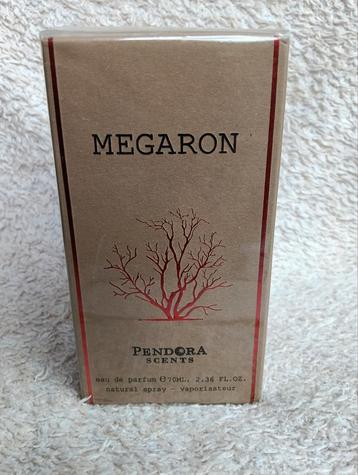 MEGARON
PENDORA
SCENTS
eau de parfum ℮70ML, 2.36 FL.OZ.
natural spray - vaporisateur